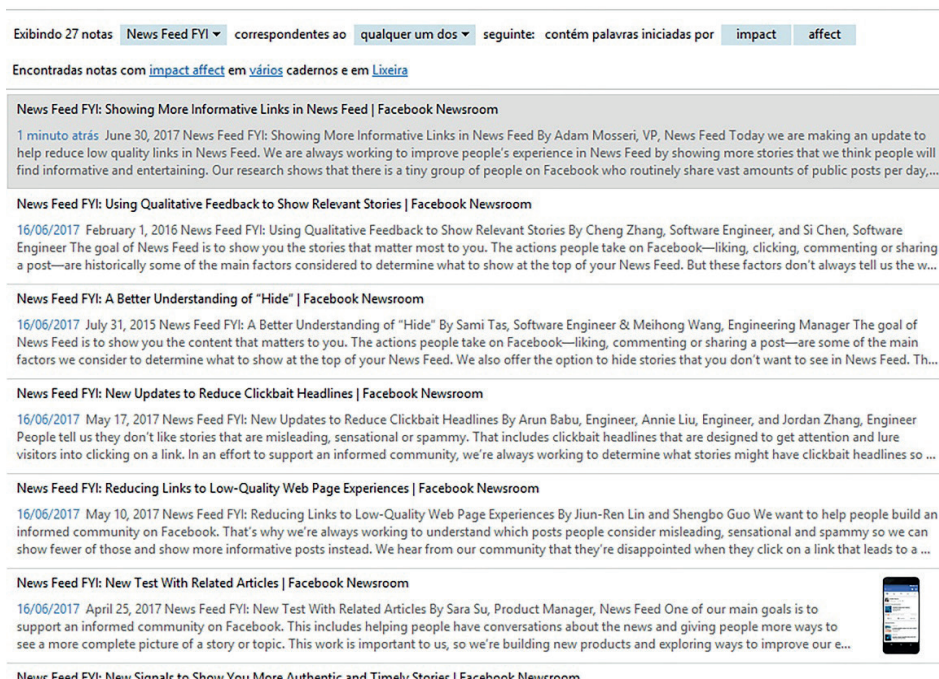 Exibindo 27 notas News Feed FYI correspondentes ao qualquer um dos seguinte: contém palavras iniciadas por impact affect
Encontradas notas com impact affect em vários cadernos e em Lixeira
News Feed FYI: Showing More Informative Links in News Feed | Facebook Newsroom
1 minuto atrás June 30, 2017 News Feed FYI: Showing More Informative Links in News Feed By Adam Mosseri, VP, News Feed Today we are making an update to
help reduce low quality links in News Feed. We are always working to improve people's experience in News Feed by showing more stories that we think people will
find informative and entertaining. Our research shows that there is a tiny group of people on Facebook who routinely share vast amounts of public posts per day,...
News Feed FYI: Using Qualitative Feedback to Show Relevant Stories | Facebook Newsroom
16/06/2017 February 1, 2016 News Feed FYI: Using Qualitative Feedback to Show Relevant Stories By Cheng Zhang, Software Engineer, and Si Chen, Software
Engineer The goal of News Feed is to show you the stories that matter most to you. The actions people take on Facebook—liking, clicking, commenting or sharing
a post—are historically some of the main factors considered to determine what to show at the top of your News Feed. But these factors don't always tell us the w...
News Feed FYI: A Better Understanding of "Hide" | Facebook Newsroom
16/06/2017 July 31, 2015 News Feed FYI: A Better Understanding of "Hide" By Sami Tas, Software Engineer & Meihong Wang, Engineering Manager The goal of
News Feed is to show you the content that matters to you. The actions people take on Facebook—liking, commenting or sharing a post—are some of the main
factors we consider to determine what to show at the top of your News Feed. We also offer the option to hide stories that you don't want to see in News Feed. Th...
News Feed FYI: New Updates to Reduce Clickbait Headlines | Facebook Newsroom
16/06/2017 May 17, 2017 News Feed FYI: New Updates to Reduce Clickbait Headlines By Arun Babu, Engineer, Annie Liu, Engineer, and Jordan Zhang, Engineer
People tell us they don't like stories that are misleading, sensational or spammy. That includes clickbait headlines that are designed to get attention and lure
visitors into clicking on a link. In an effort to support an informed community, we're always working to determine what stories might have clickbait headlines so ...
News Feed FYI: Reducing Links to Low-Quality Web Page Experiences | Facebook Newsroom
16/06/2017 May 10, 2017 News Feed FYI: Reducing Links to Low-Quality Web Page Experiences By Jiun-Ren Lin and Shengbo Guo We want to help people build an
informed community on Facebook. That's why we're always working to understand which posts people consider misleading, sensational and spammy so we can
show fewer of those and show more informative posts instead. We hear from our community that they're disappointed when they click on a link that leads to a ...
News Feed FYI: New Test With Related Articles | Facebook Newsroom
16/06/2017 April 25, 2017 News Feed FYI: New Test With Related Articles By Sara Su, Product Manager, News Feed One of our main goals is to
support an informed community on Facebook. This includes helping people have conversations about the news and giving people more ways to
see a more complete picture of a story or topic. This work is important to us, so we're building new products and exploring ways to improve our e...
News Feed FYI: New Signals to Show You More Authentic and Timely Stories | Facebook Newsroom